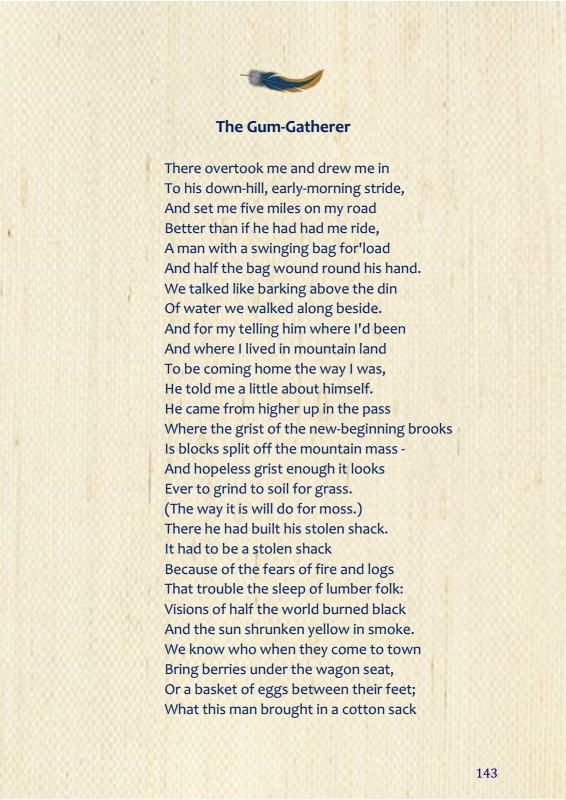 The Gum-Gatherer
There overtook me and drew me in
To his down-hill, early-morning stride,
And set me five miles on my road
Better than if he had had me ride,
A man with a swinging bag for'load
And half the bag wound round his hand.
We talked like barking above the din
Of water we walked along beside.
And for my telling him where I'd been
And where I lived in mountain land
To be coming home the way I was,
He told me a little about himself.
He came from higher up in the pass
Where the grist of the new-beginning brooks
Is blocks split off the mountain mass -
And hopeless grist enough it looks
Ever to grind to soil for grass.
(The way it is will do for moss.)
There he had built his stolen shack.
It had to be a stolen shack
Because of the fears of fire and logs
That trouble the sleep of lumber folk:
Visions of half the world burned black
And the sun shrunken yellow in smoke.
We know who when they come to town
Bring berries under the wagon seat,
Or a basket of eggs between their feet;
What this man brought in a cotton sack
143